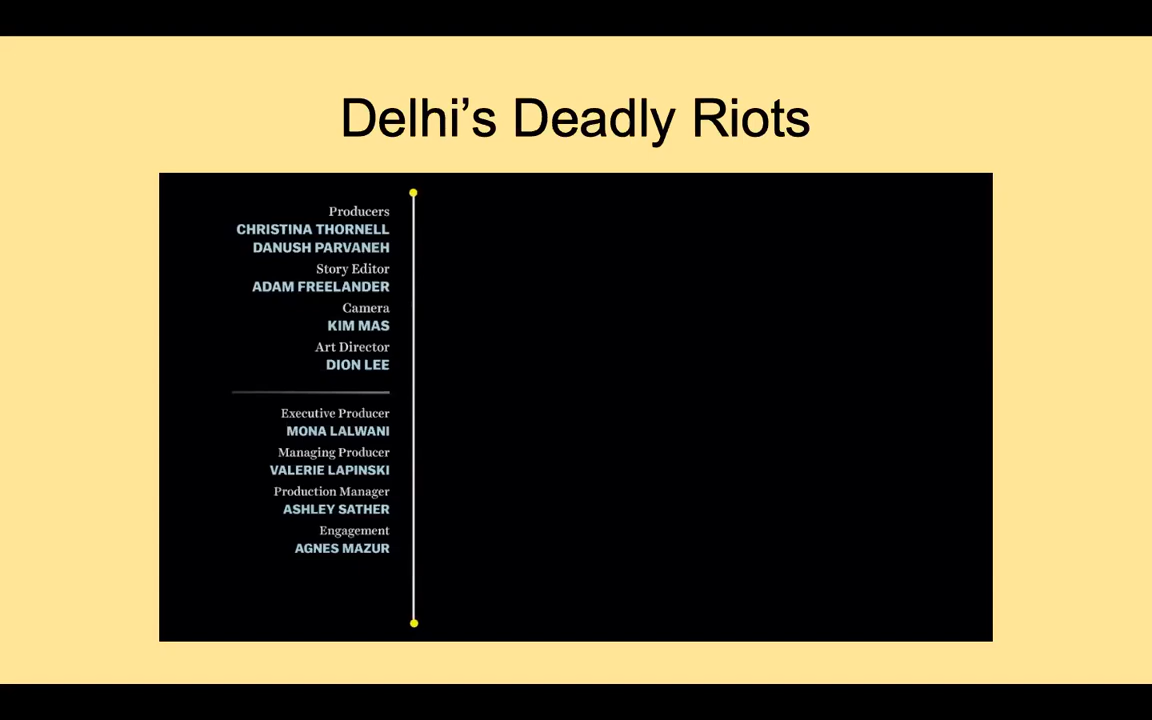 Delhi’s Deadly Riots
Producers
CHRISTINA THORNELL
DANUSH PARVANEH
Story Editor
ADAM FREELANDER
Camera
KIM MAS
Art Director
DION LEE
Executive Producer
MONA LALWANI
Managing Producer
VALERIE LAPINSKI
Production Manager
ASHLEY SATHER
Engagement
AGNES MAZUR